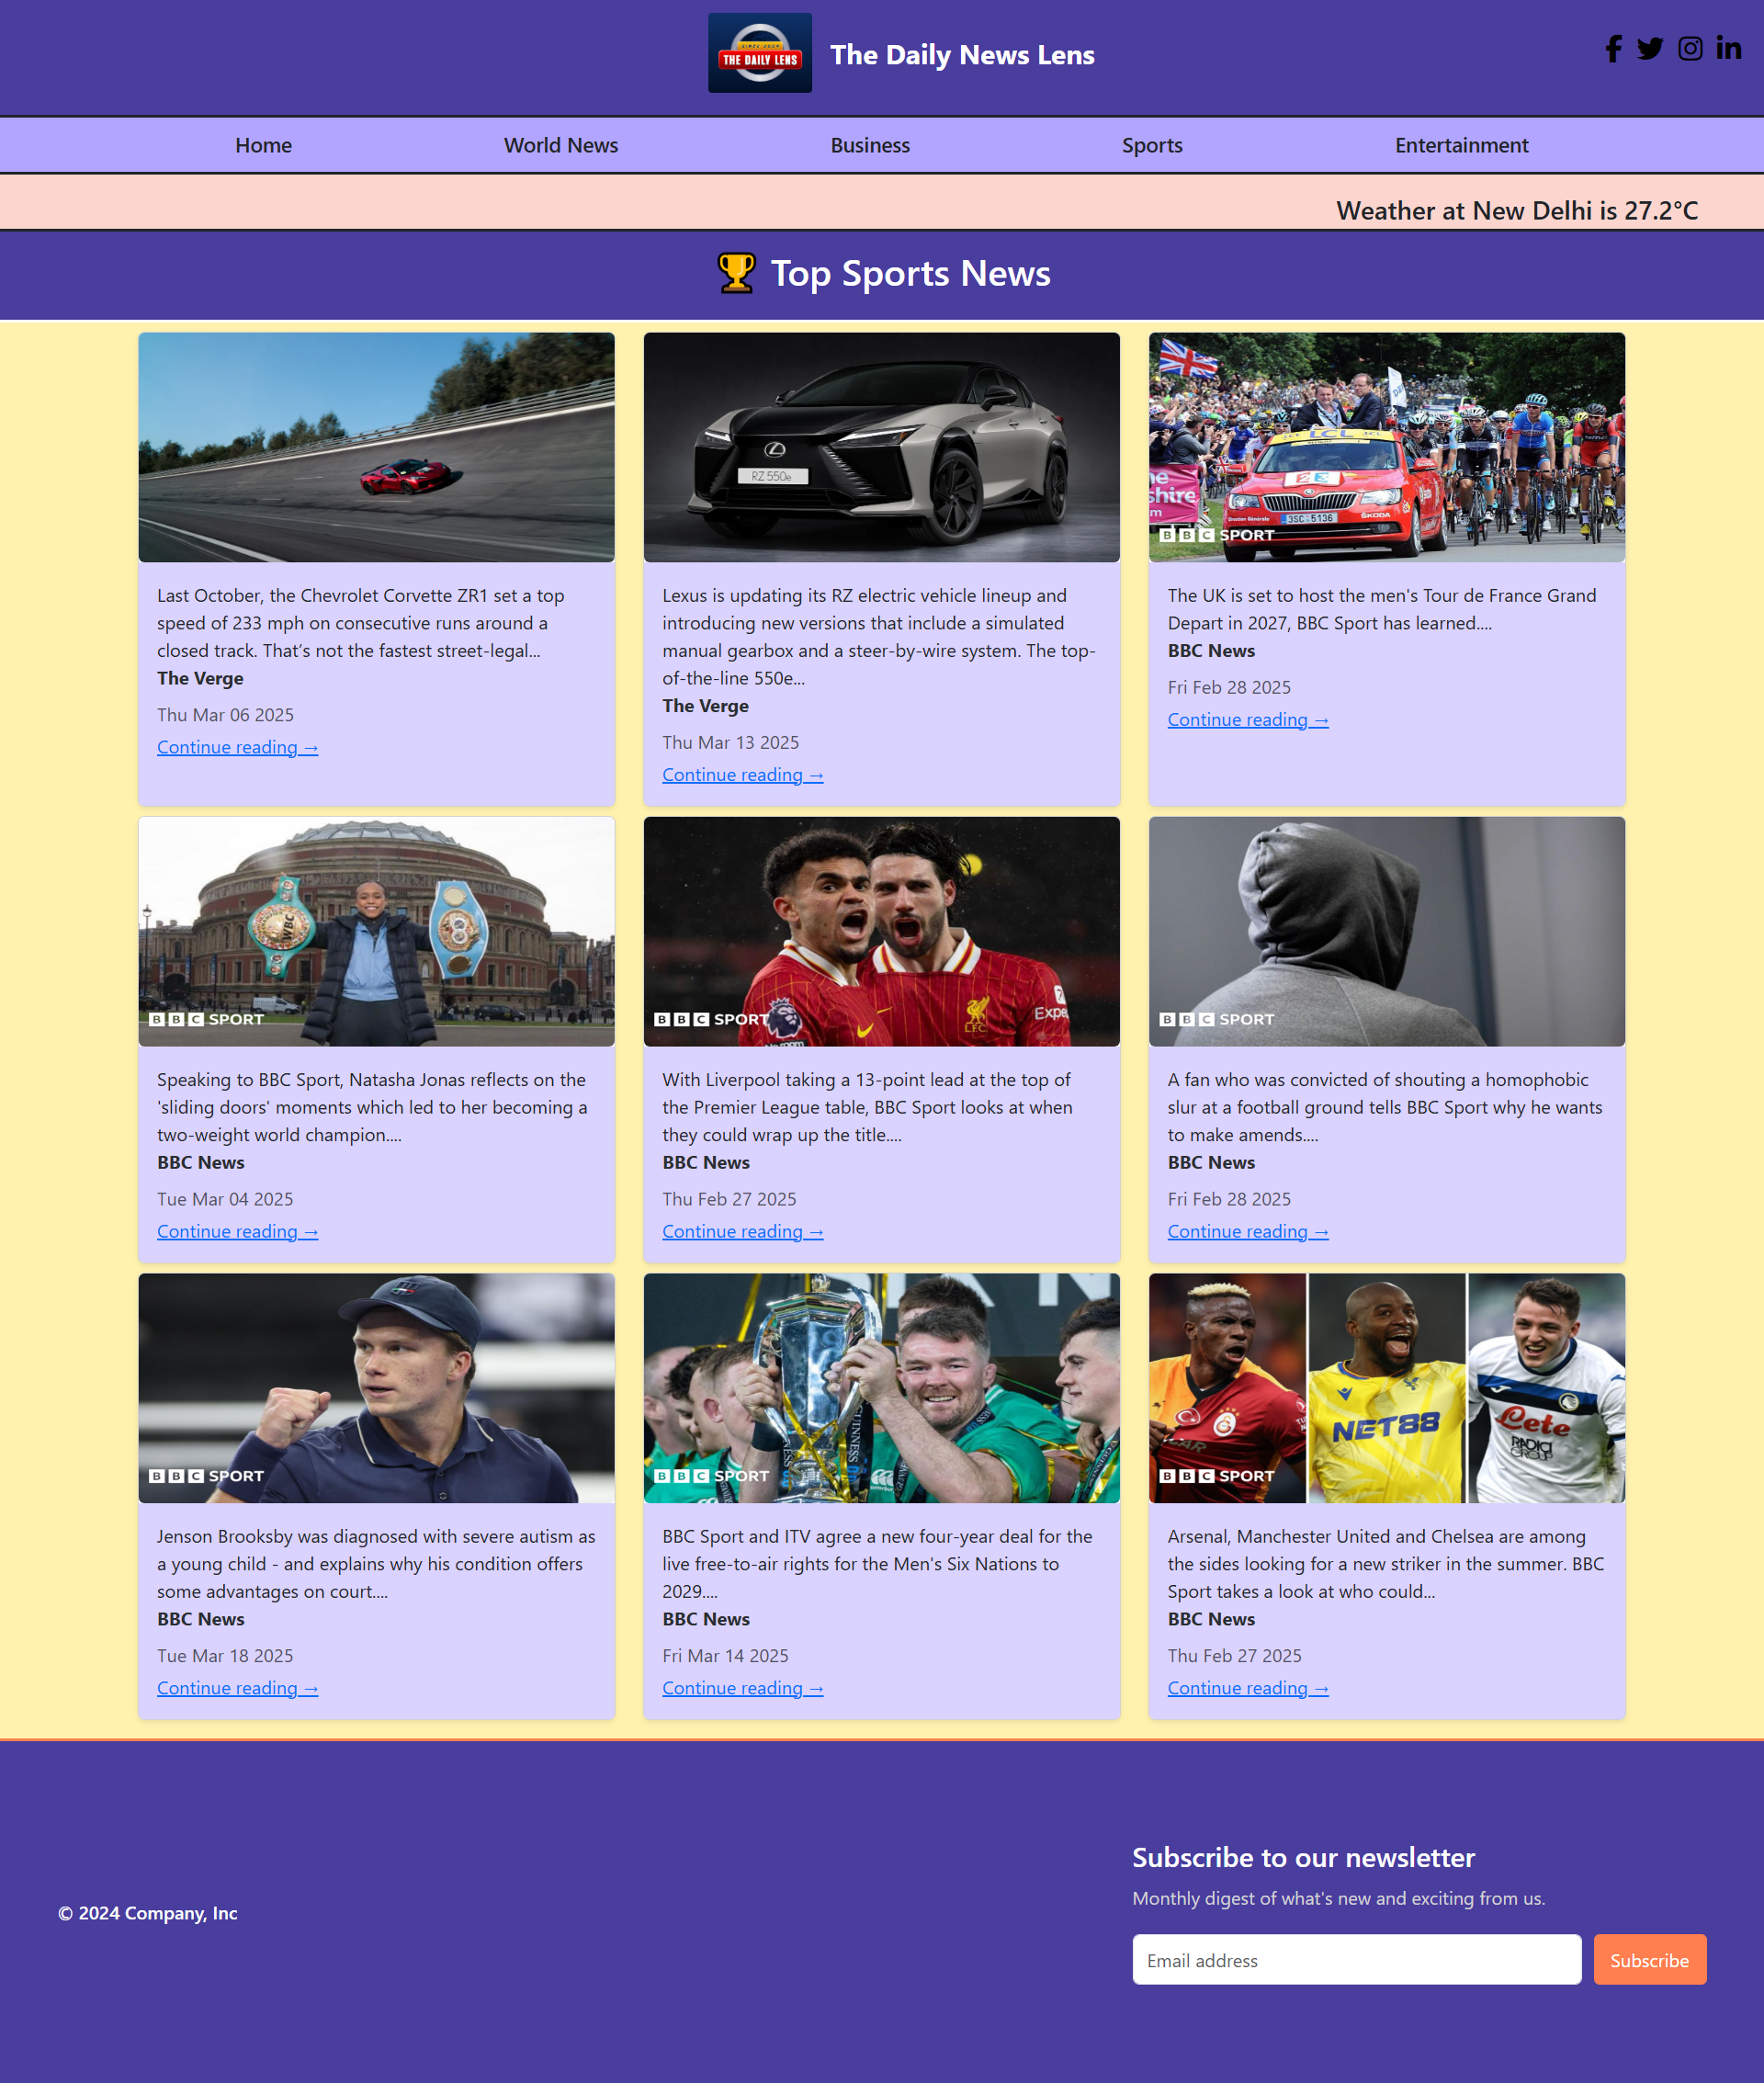 SINCE 2024
THE DAILY LENS
The Daily News Lens
Home World News Business Sports Entertainment
Weather at New Delhi is 27.2°C
🏆 Top Sports News
Last October, the Chevrolet Corvette ZR1 set a top
speed of 233 mph on consecutive runs around a
closed track. That’s not the fastest street-legal...
The Verge
Thu Mar 06 2025
Continue reading →
RZ 550e
Lexus is updating its RZ electric vehicle lineup and
introducing new versions that include a simulated
manual gearbox and a steer-by-wire system. The top-
of-the-line 550e...
The Verge
Thu Mar 13 2025
Continue reading →
LCL
3SC 5136
ŠKODA
BBC SPORT
The UK is set to host the men's Tour de France Grand
Depart in 2027, BBC Sport has learned....
BBC News
Fri Feb 28 2025
Continue reading →
WBC
BBC SPORT
Speaking to BBC Sport, Natasha Jonas reflects on the
'sliding doors' moments which led to her becoming a
two-weight world champion....
BBC News
Tue Mar 04 2025
Continue reading →
L.F.C.
Expe
BBC SPORT
With Liverpool taking a 13-point lead at the top of
the Premier League table, BBC Sport looks at when
they could wrap up the title....
BBC News
Thu Feb 27 2025
Continue reading →
BBC SPORT
A fan who was convicted of shouting a homophobic
slur at a football ground tells BBC Sport why he wants
to make amends....
BBC News
Fri Feb 28 2025
Continue reading →
BBC SPORT
Jenson Brooksby was diagnosed with severe autism as
a young child - and explains why his condition offers
some advantages on court....
BBC News
Tue Mar 18 2025
Continue reading →
GUINNESS
BBC SPORT
BBC Sport and ITV agree a new four-year deal for the
live free-to-air rights for the Men's Six Nations to
2029....
BBC News
Fri Mar 14 2025
Continue reading →
NET88
Lete
RADICI
GROUP
BBC SPORT
Arsenal, Manchester United and Chelsea are among
the sides looking for a new striker in the summer. BBC
Sport takes a look at who could...
BBC News
Thu Feb 27 2025
Continue reading →
© 2024 Company, Inc
Subscribe to our newsletter
Monthly digest of what's new and exciting from us.
Email address
Subscribe